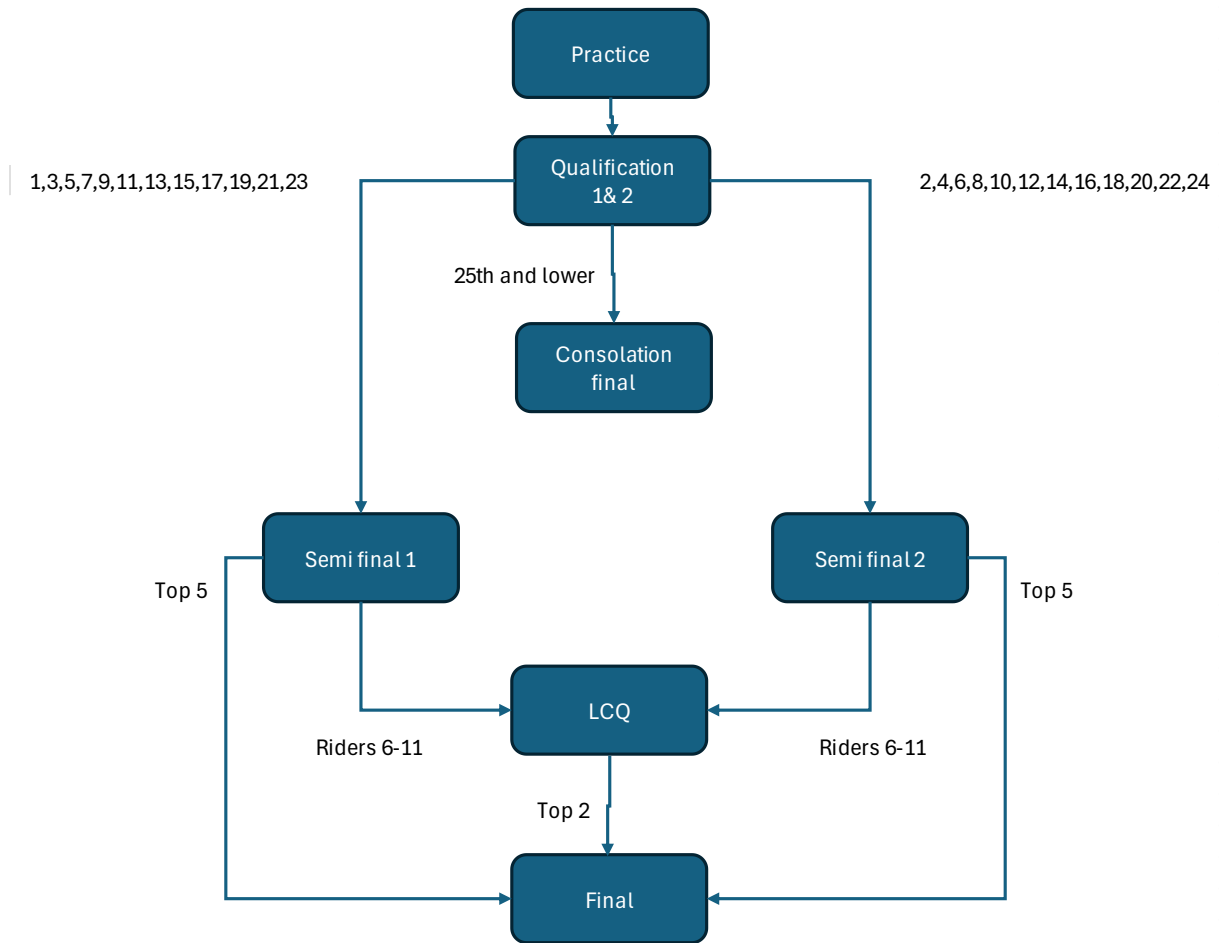 Practice
Qualification
1& 2
1,3,5,7,9,11,13,15,17,19,21,23
2,4,6,8,10,12,14,16,18,20,22,24
25th and lower
Consolation
final
Semi final 1
Semi final 2
Top 5
Top 5
LCQ
Riders 6-11
Riders 6-11
Top 2
Final